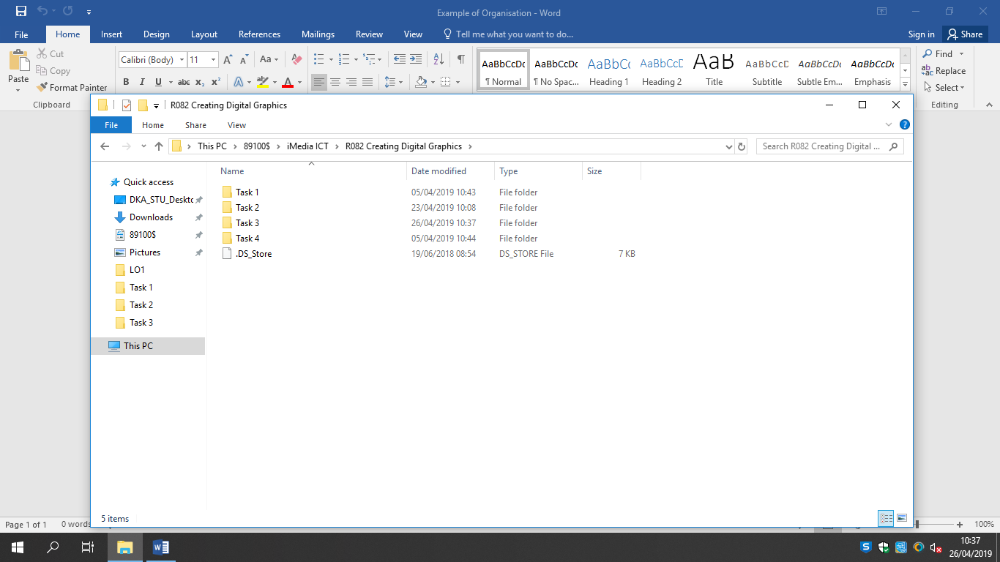 Example of Organisation - Word
File Home Insert Design Layout References Mailings Review View Tell me what you want to do... Sign in Share
Paste
Cut
Copy
Format Painter
Clipboard
Calibri (Body) 11
Aa
B I U abc x₂ x² A ab A
AaBbCcDc AaBbCcDc AaBbCc AaBbCcD AaB AaBbCcD AaBbCcDc AaBbCcDc
¶ Normal ¶ No Spac... Heading 1 Heading 2 Title Subtitle Subtle Em... Emphasis
Find
Replace
Select
Editing
R082 Creating Digital Graphics
File Home Share View
This PC > 89100$ > iMedia ICT > R082 Creating Digital Graphics >
Search R082 Creating Digital ...
Quick access
DKA_STU_Deskto
Downloads
89100$
Pictures
LO1
Task 1
Task 2
Task 3
This PC
Name Date modified Type Size
Task 1 05/04/2019 10:43 File folder
Task 2 23/04/2019 10:08 File folder
Task 3 26/04/2019 10:37 File folder
Task 4 05/04/2019 10:44 File folder
.DS_Store 19/06/2018 08:54 DS_STORE File 7 KB
5 items
Page 1 of 1 0 words 100%
10:37
26/04/2019